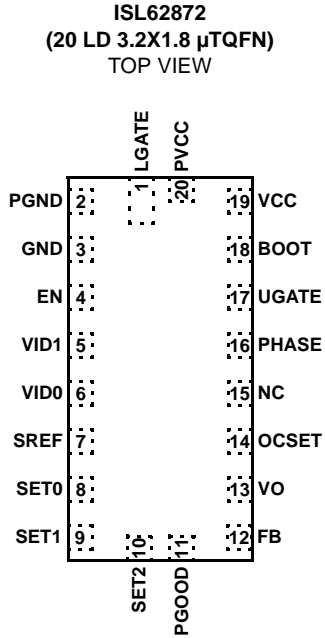 ISL62872
(20 LD 3.2X1.8 µTQFN)
TOP VIEW
LGATE
PVCC
1
20
PGND 2
19 VCC
GND 3
18 BOOT
EN 4
17 UGATE
VID1 5
16 PHASE
VID0 6
15 NC
SREF 7
14 OCSET
SET0 8
13 VO
SET1 9
12 FB
10
11
SET2
PGOOD